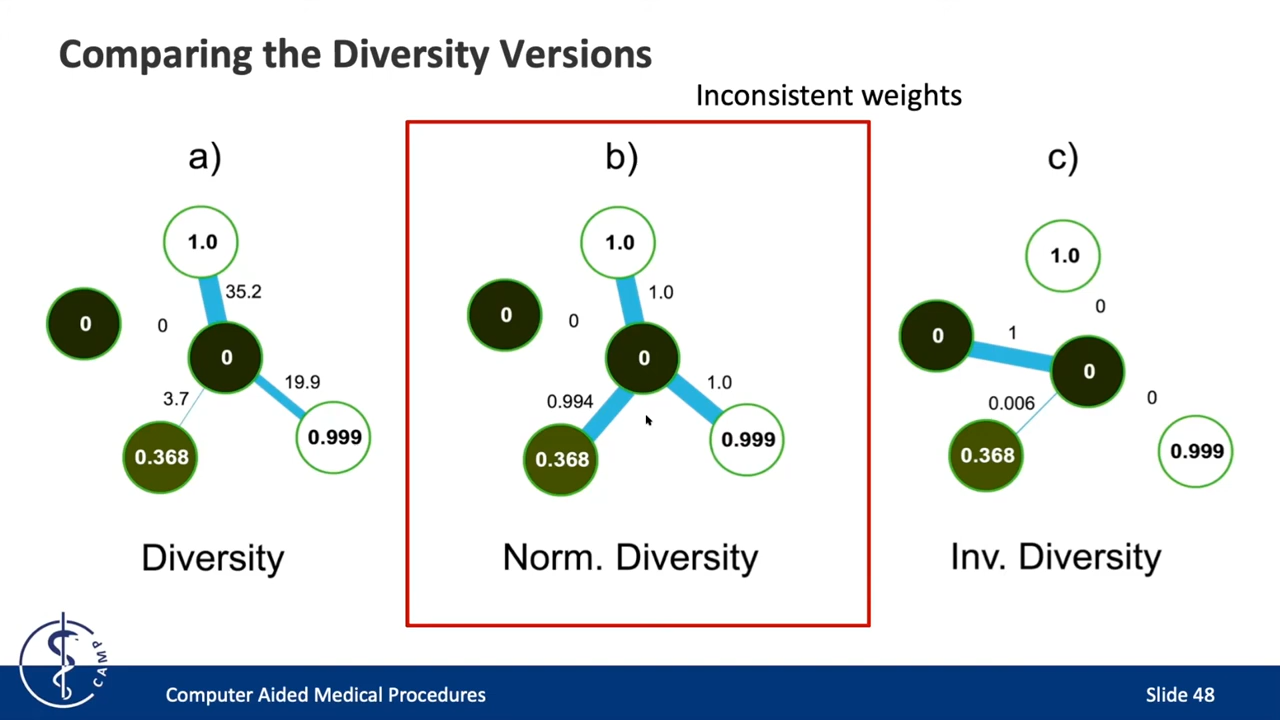 Comparing the Diversity Versions
Inconsistent weights
a)
1.0
35.2
0
0
0
19.9
3.7
0.999
0.368
Diversity
b)
1.0
1.0
0
0
0
1.0
0.994
0.999
0.368
Norm. Diversity
c)
1.0
0
0
1
0
0
0.006
0.999
0.368
Inv. Diversity
CAMP
Computer Aided Medical Procedures
Slide 48